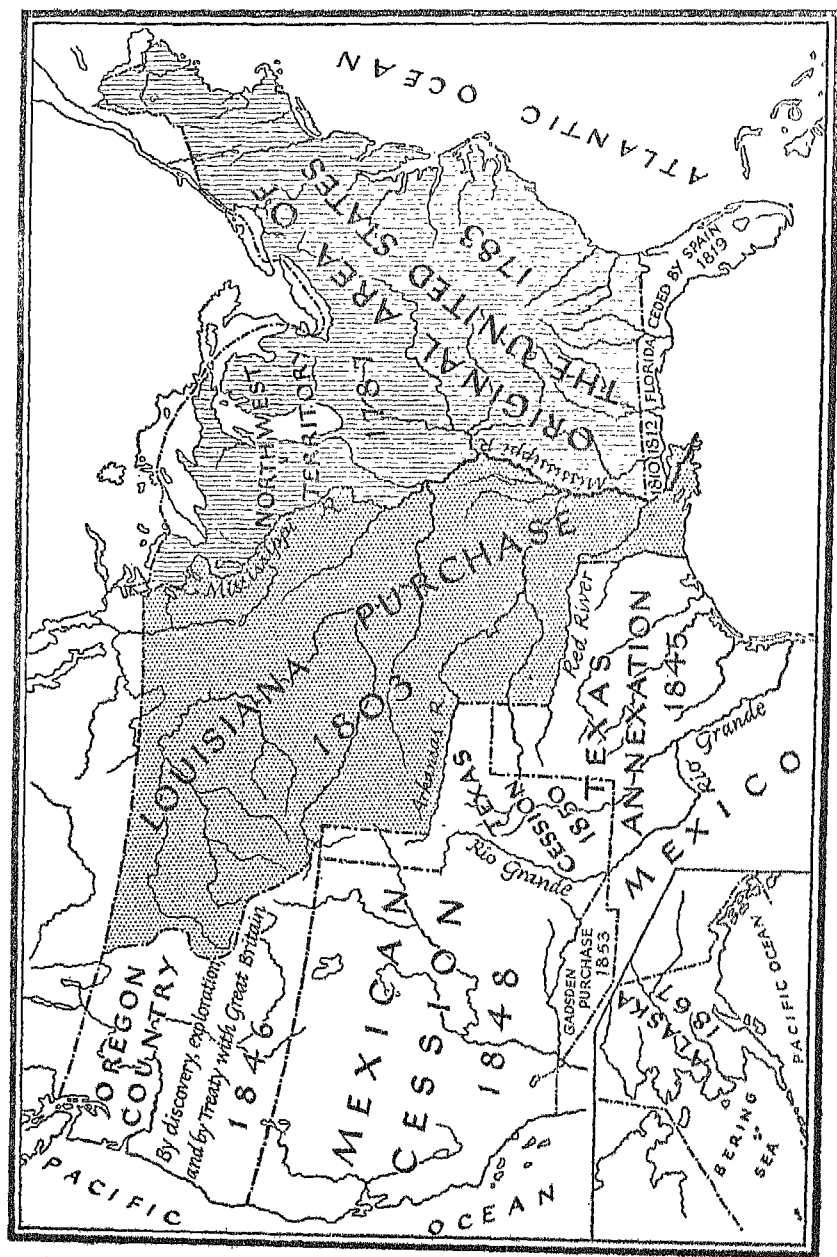 PACIFIC
OCEAN
OREGON
COUNTRY
By discovery, exploration,
and by Treaty with Great Britain
1846
MEXICAN
CESSION
1848
GADSDEN
PURCHASE
1853
LOUISIANA PURCHASE
1803
Arkansas R.
TEXAS
CESSION
1850
Rio Grande
Red River
TEXAS
ANNEXATION
1845
Rio Grande
MEXICO
NORTHWEST
TERRITORY
1787
Mississippi R.
Mississippi R.
ORIGINAL AREA OF
THE UNITED STATES
1783
1810 1812 FLORIDA CEDED BY SPAIN
1819
ATLANTIC OCEAN
ALASKA
1867
BERING
SEA
PACIFIC OCEAN